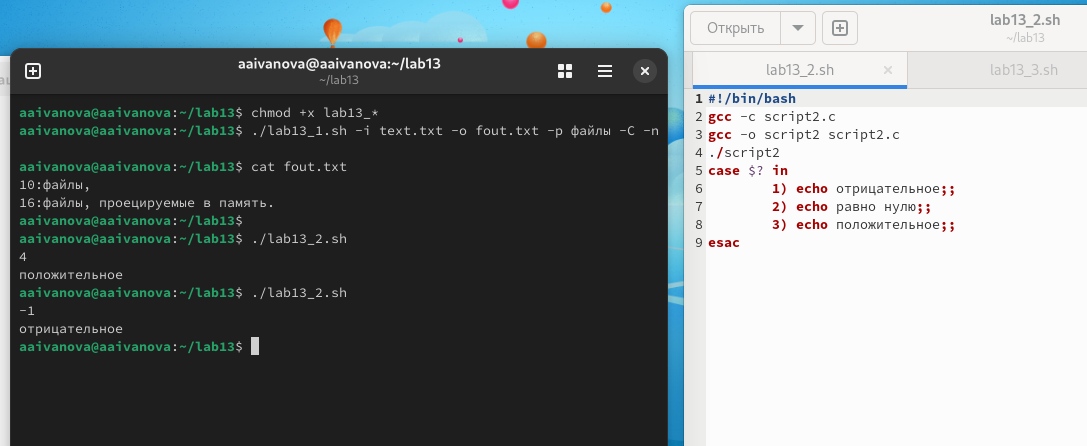 aaivanova@aaivanova:~/lab13
~/lab13
aaivanova@aaivanova:~/lab13$ chmod +x lab13_*
aaivanova@aaivanova:~/lab13$ ./lab13_1.sh -i text.txt -o fout.txt -p файлы -C -n
aaivanova@aaivanova:~/lab13$ cat fout.txt
10:файлы,
16:файлы, проецируемые в память.
aaivanova@aaivanova:~/lab13$
aaivanova@aaivanova:~/lab13$ ./lab13_2.sh
4
положительное
aaivanova@aaivanova:~/lab13$ ./lab13_2.sh
-1
отрицательное
aaivanova@aaivanova:~/lab13$
Открыть
lab13_2.sh
~/lab13
lab13_2.sh
lab13_3.sh
1 #!/bin/bash
2 gcc -c script2.c
3 gcc -o script2 script2.c
4 ./script2
5 case $? in
6 1) echo отрицательное;;
7 2) echo равно нулю;;
8 3) echo положительное;;
9 esac